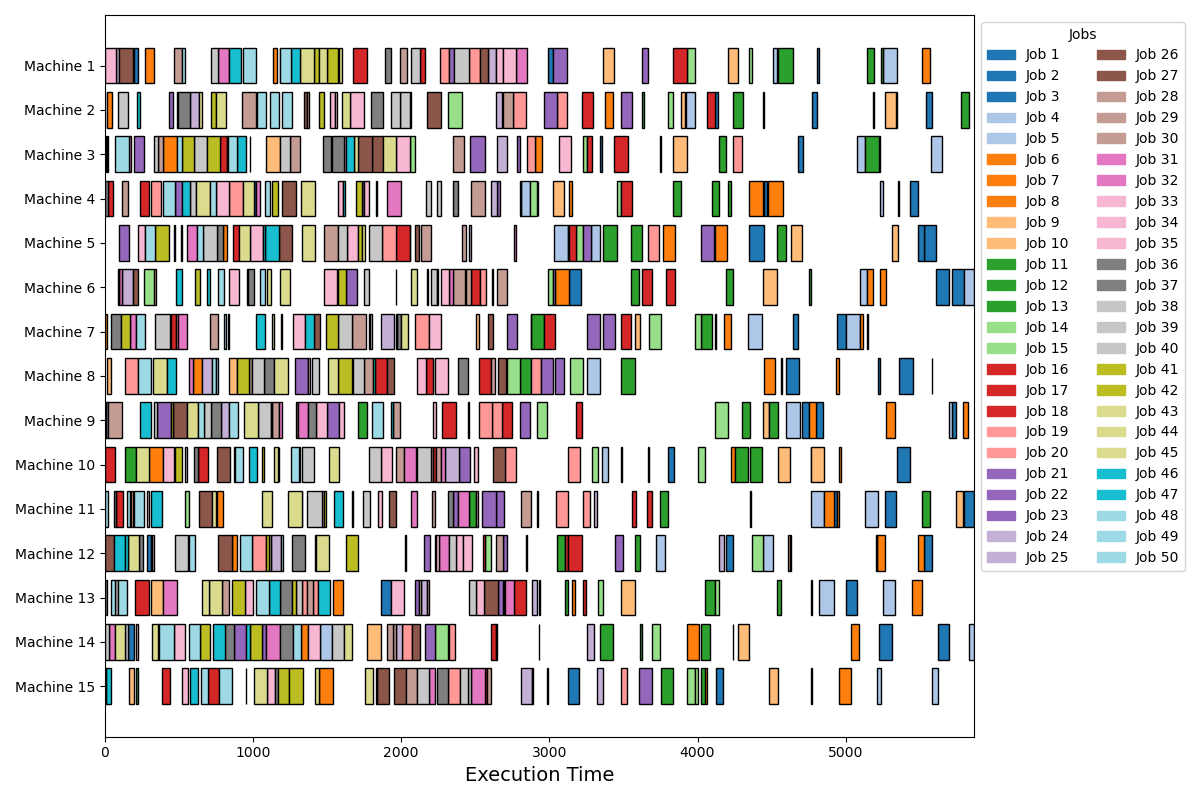 Machine 1
Machine 2
Machine 3
Machine 4
Machine 5
Machine 6
Machine 7
Machine 8
Machine 9
Machine 10
Machine 11
Machine 12
Machine 13
Machine 14
Machine 15
0 1000 2000 3000 4000 5000
Execution Time
Jobs
Job 1 Job 26
Job 2 Job 27
Job 3 Job 28
Job 4 Job 29
Job 5 Job 30
Job 6 Job 31
Job 7 Job 32
Job 8 Job 33
Job 9 Job 34
Job 10 Job 35
Job 11 Job 36
Job 12 Job 37
Job 13 Job 38
Job 14 Job 39
Job 15 Job 40
Job 16 Job 41
Job 17 Job 42
Job 18 Job 43
Job 19 Job 44
Job 20 Job 45
Job 21 Job 46
Job 22 Job 47
Job 23 Job 48
Job 24 Job 49
Job 25 Job 50